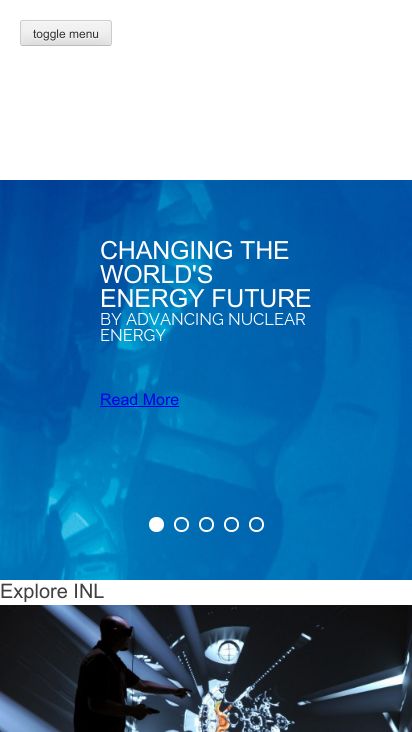 toggle menu
CHANGING THE
WORLD'S
ENERGY FUTURE
BY ADVANCING NUCLEAR
ENERGY
Read More
Explore INL